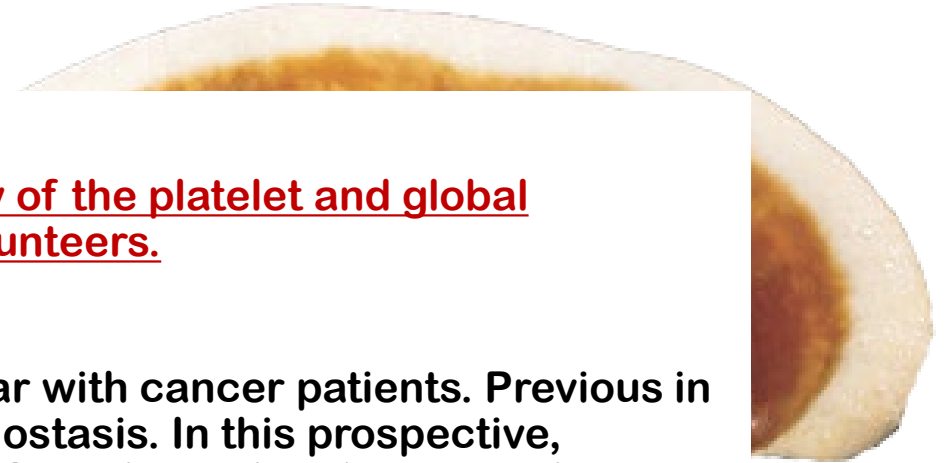 of the platelet and global
unteers.
ar with cancer patients. Previous in
ostasis. In this prospective,